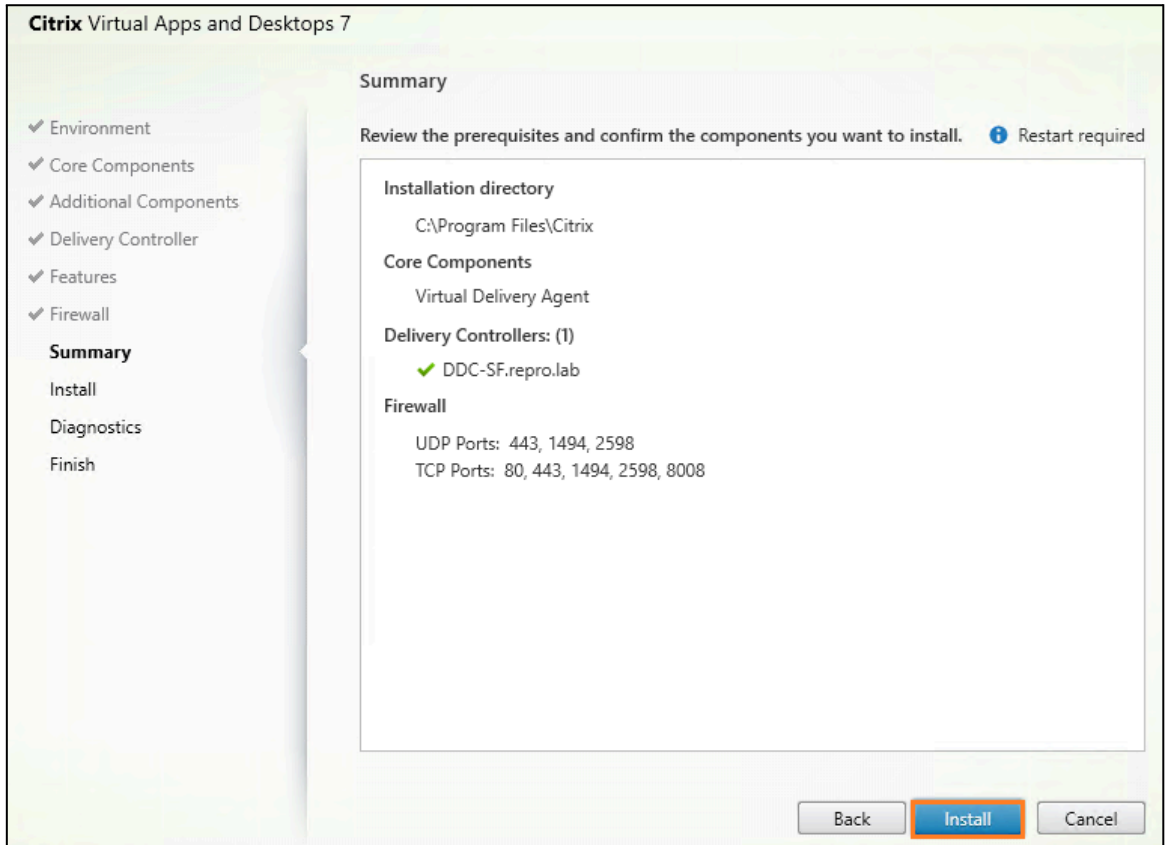 Citrix Virtual Apps and Desktops 7
Environment
Core Components
Additional Components
Delivery Controller
Features
Firewall
Summary
Install
Diagnostics
Finish
Summary
Review the prerequisites and confirm the components you want to install.
Restart required
Installation directory
C:\Program Files\Citrix
Core Components
Virtual Delivery Agent
Delivery Controllers: (1)
DDC-SF.repro.lab
Firewall
UDP Ports: 443, 1494, 2598
TCP Ports: 80, 443, 1494, 2598, 8008
Back
Install
Cancel